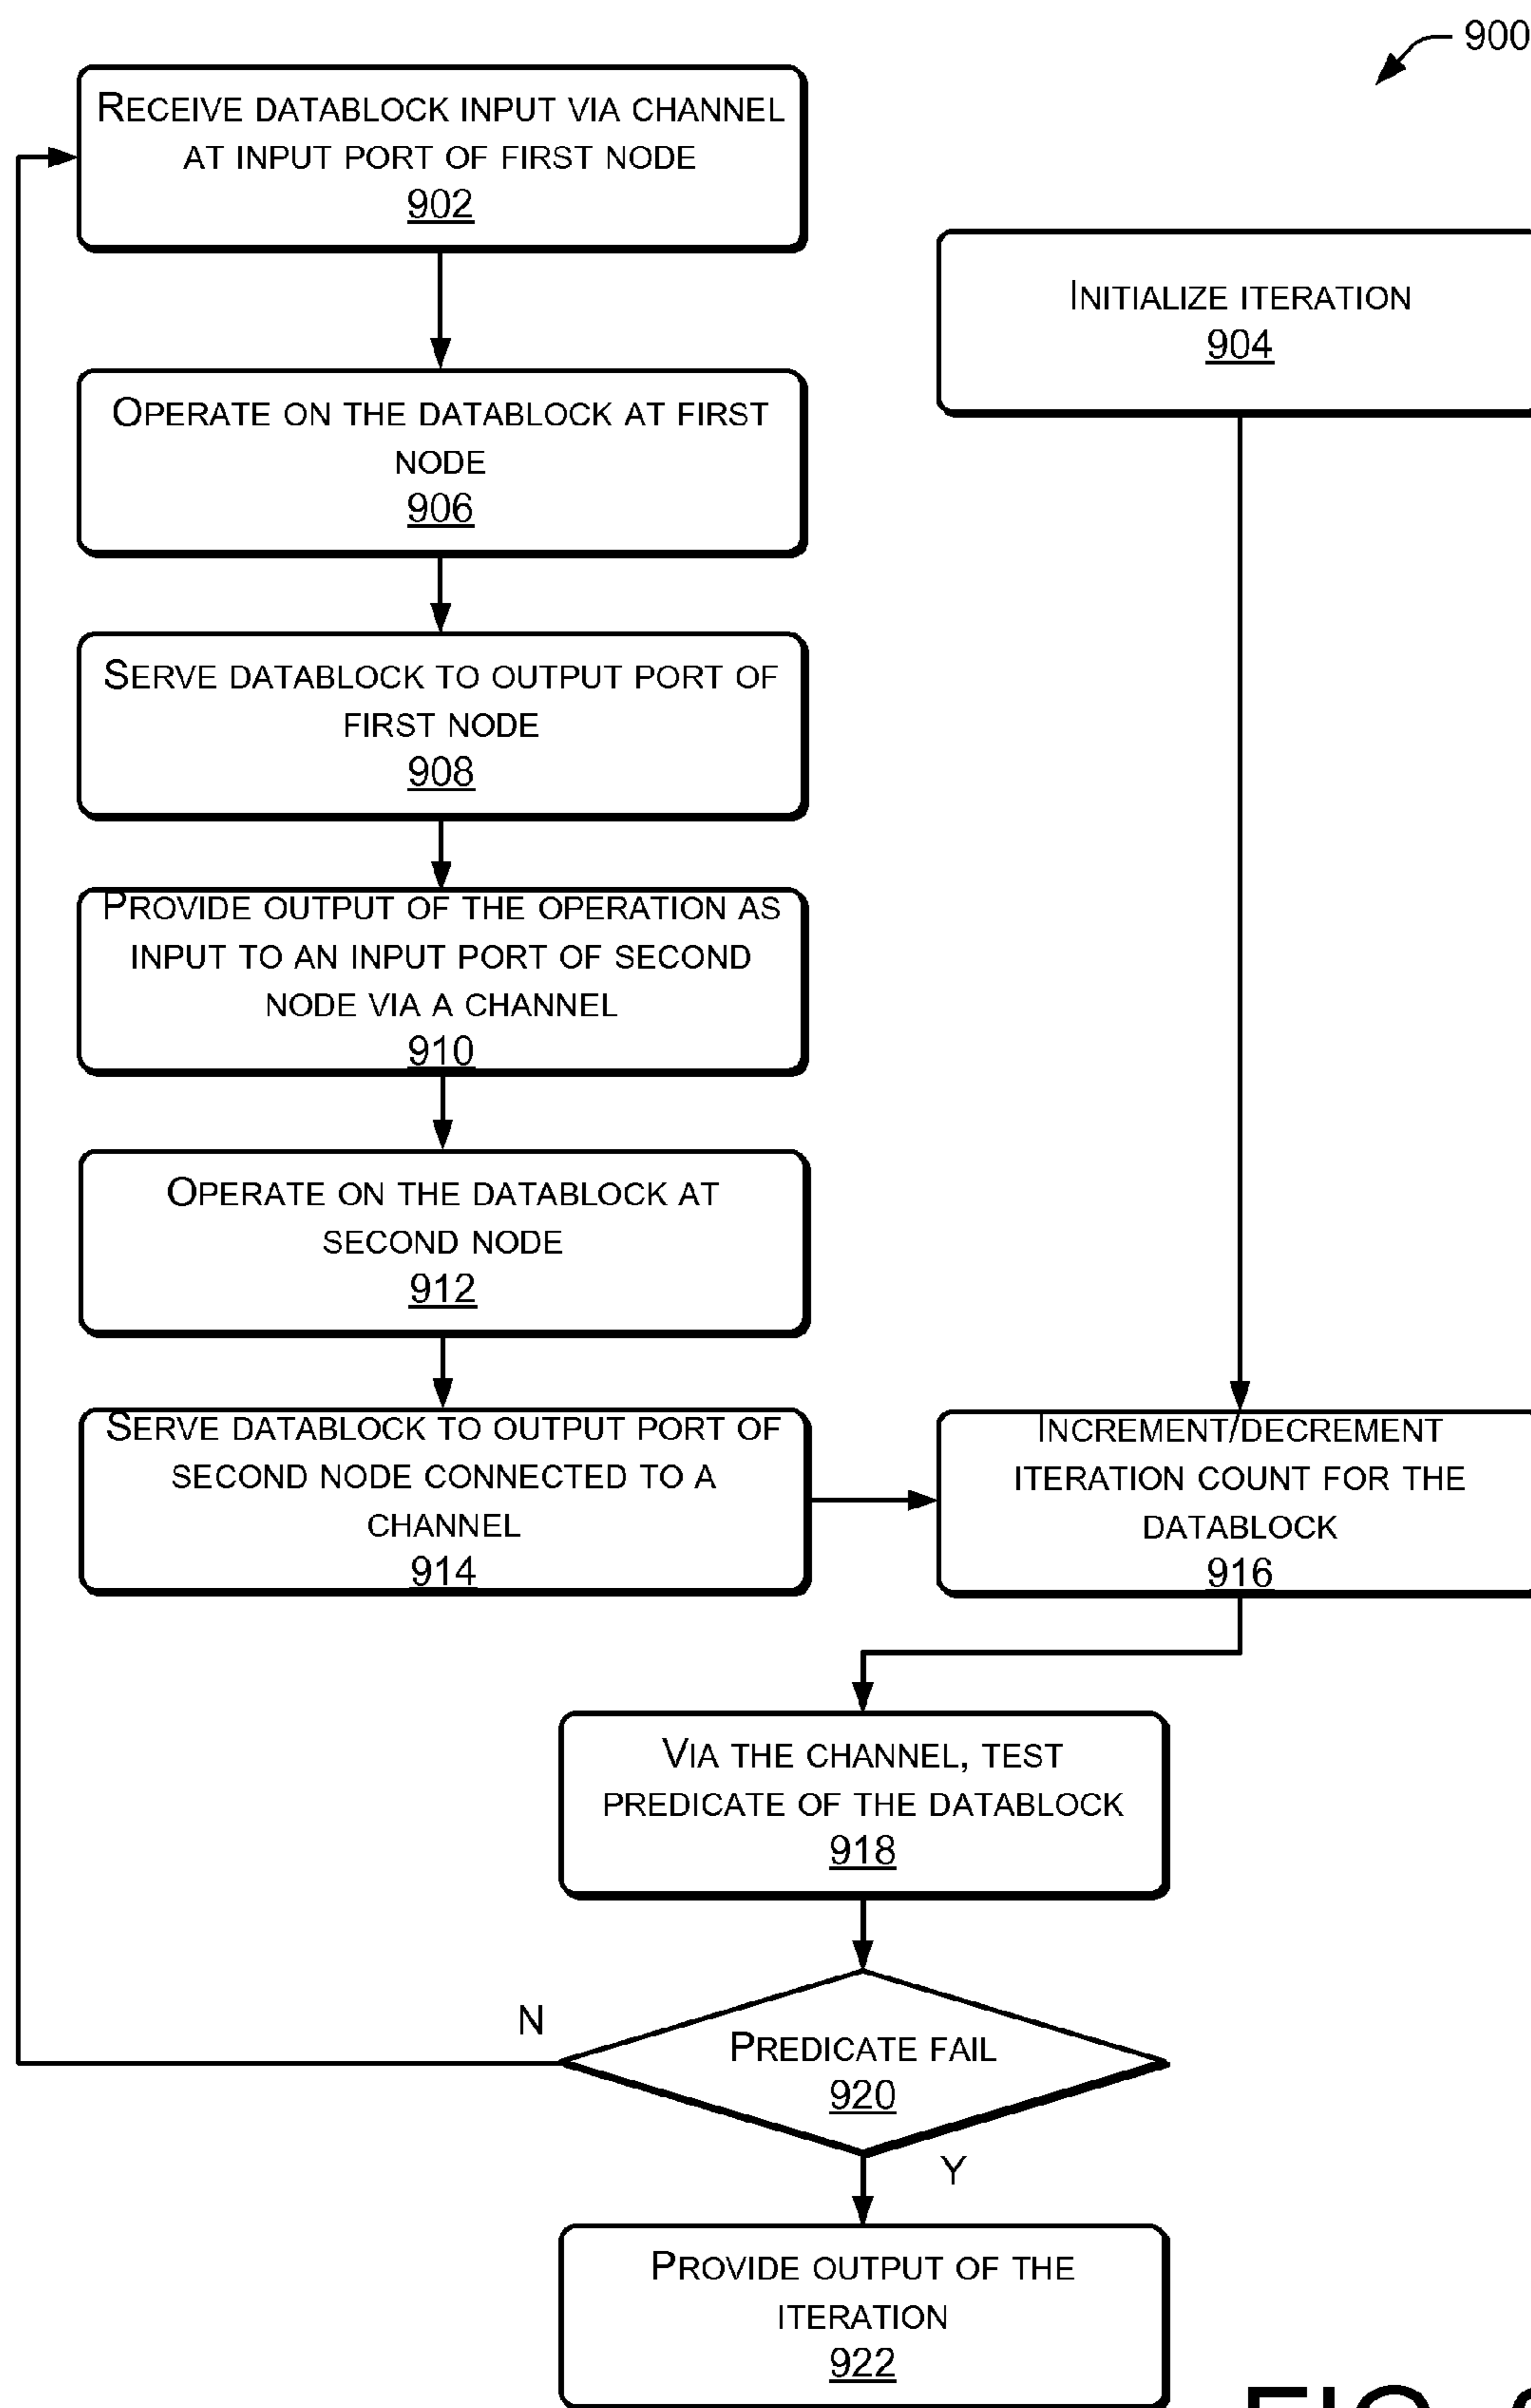 900
RECEIVE DATABLOCK INPUT VIA CHANNEL
AT INPUT PORT OF FIRST NODE
902
INITIALIZE ITERATION
904
OPERATE ON THE DATABLOCK AT FIRST
NODE
906
SERVE DATABLOCK TO OUTPUT PORT OF
FIRST NODE
908
PROVIDE OUTPUT OF THE OPERATION AS
INPUT TO AN INPUT PORT OF SECOND
NODE VIA A CHANNEL
910
OPERATE ON THE DATABLOCK AT
SECOND NODE
912
SERVE DATABLOCK TO OUTPUT PORT OF
SECOND NODE CONNECTED TO A
CHANNEL
914
INCREMENT/DECREMENT
ITERATION COUNT FOR THE
DATABLOCK
916
VIA THE CHANNEL, TEST
PREDICATE OF THE DATABLOCK
918
N
PREDICATE FAIL
920
Y
PROVIDE OUTPUT OF THE
ITERATION
922